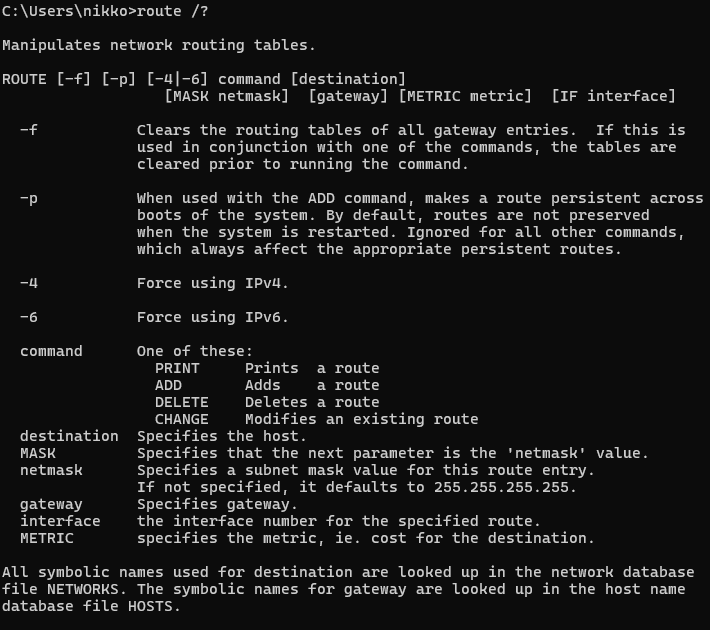 C:\Users\nikko>route /?
Manipulates network routing tables.
ROUTE [-f] [-p] [-4|-6] command [destination]
                  [MASK netmask]  [gateway] [METRIC metric]  [IF interface]
  -f           Clears the routing tables of all gateway entries.  If this is
               used in conjunction with one of the commands, the tables are
               cleared prior to running the command.
  -p           When used with the ADD command, makes a route persistent across
               boots of the system. By default, routes are not preserved
               when the system is restarted. Ignored for all other commands,
               which always affect the appropriate persistent routes.
  -4           Force using IPv4.
  -6           Force using IPv6.
  command      One of these:
                 PRINT     Prints  a route
                 ADD       Adds    a route
                 DELETE    Deletes a route
                 CHANGE    Modifies an existing route
  destination  Specifies the host.
  MASK         Specifies that the next parameter is the 'netmask' value.
  netmask      Specifies a subnet mask value for this route entry.
               If not specified, it defaults to 255.255.255.255.
  gateway      Specifies gateway.
  interface    the interface number for the specified route.
  METRIC       specifies the metric, ie. cost for the destination.
All symbolic names used for destination are looked up in the network database
file NETWORKS. The symbolic names for gateway are looked up in the host name
database file HOSTS.